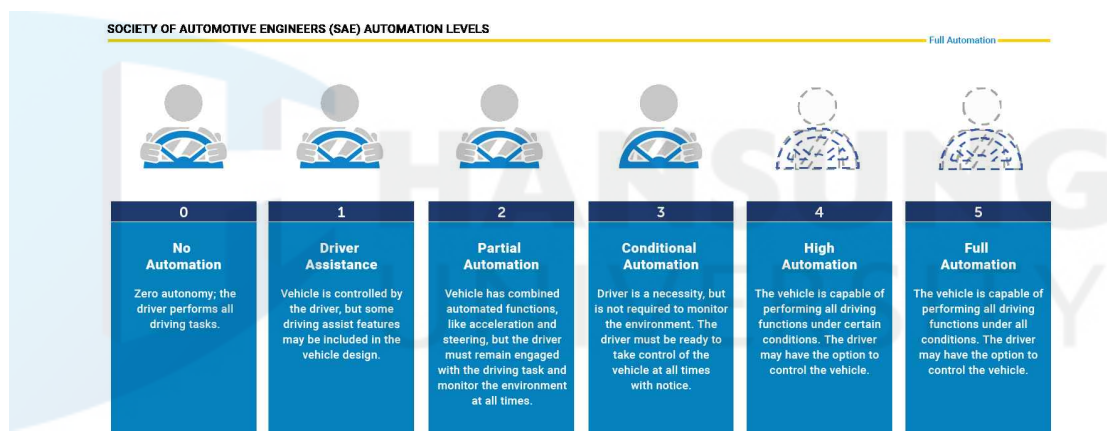 SOCIETY OF AUTOMOTIVE ENGINEERS (SAE) AUTOMATION LEVELS
Full Automation
0
No
Automation
Zero autonomy; the
driver performs all
driving tasks.
1
Driver
Assistance
Vehicle is controlled by
the driver, but some
driving assist features
may be included in the
vehicle design.
2
Partial
Automation
Vehicle has combined
automated functions,
like acceleration and
steering, but the driver
must remain engaged
with the driving task and
monitor the environment
at all times.
3
Conditional
Automation
Driver is a necessity, but
is not required to monitor
the environment. The
driver must be ready to
take control of the
vehicle at all times
with notice.
4
High
Automation
The vehicle is capable of
performing all driving
functions under certain
conditions. The driver
may have the option to
control the vehicle.
5
Full
Automation
The vehicle is capable of
performing all driving
functions under all
conditions. The driver
may have the option to
control the vehicle.
HANSUNG
UNIVERSITY